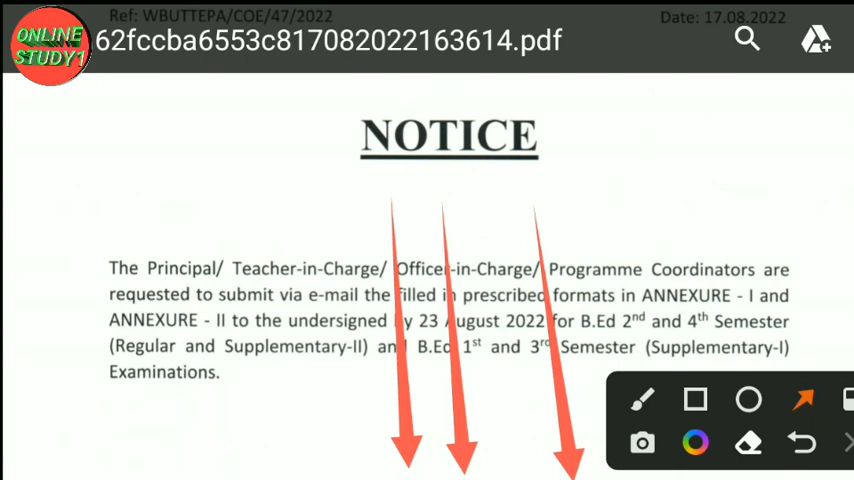 Ref: WBUTTEPA/COE/47/2022
Date: 17.08.2022
ONLINE
STUDY1
62fccba6553c817082022163614.pdf
NOTICE
The Principal/ Teacher-in-Charge/ Officer-in-Charge/ Programme Coordinators are
requested to submit via e-mail the filled in prescribed formats in ANNEXURE - I and
ANNEXURE - II to the undersigned by 23 August 2022 for B.Ed 2nd and 4th Semester
(Regular and Supplementary-II) and B.Ed 1st and 3rd Semester (Supplementary-I)
Examinations.